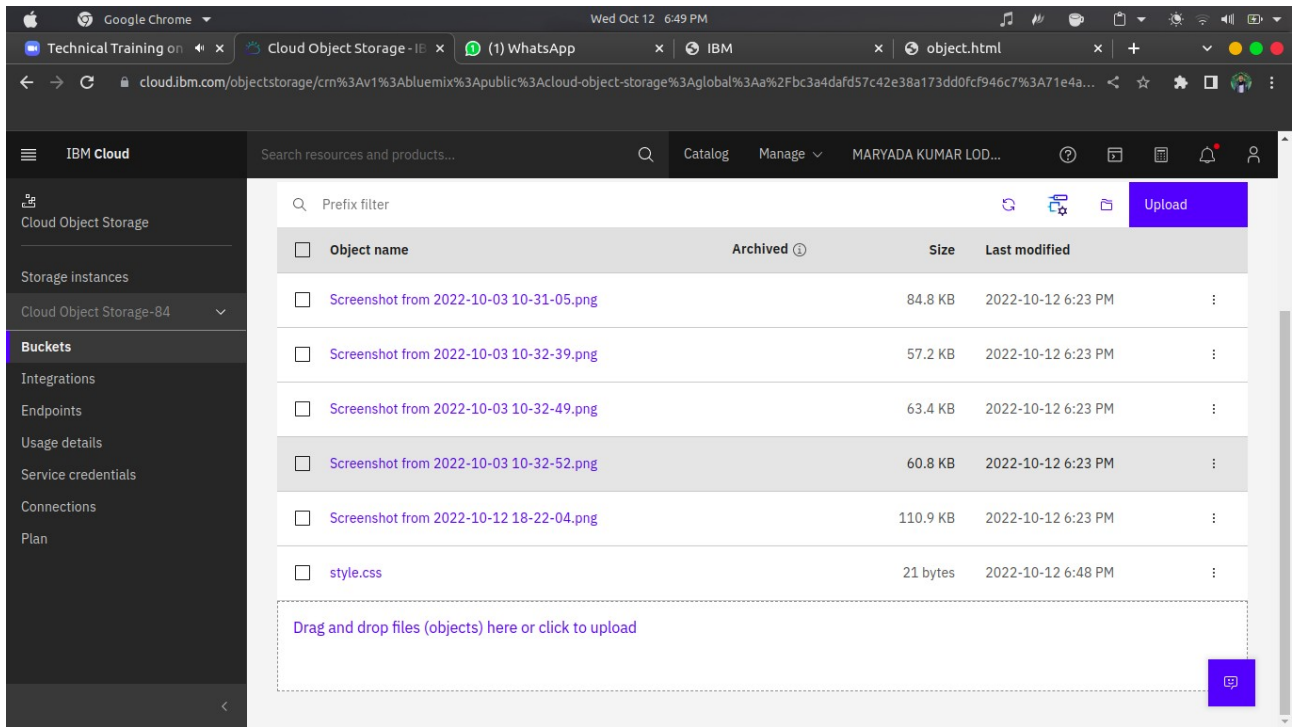 Google Chrome
Wed Oct 12 6:49 PM
Technical Training on
Cloud Object Storage - IB
(1) WhatsApp
IBM
object.html
cloud.ibm.com/objectstorage/crn%3Av1%3Abluemix%3Apublic%3Acloud-object-storage%3Aglobal%3Aa%2Fbc3a4dafd57c42e38a173dd0fcf946c7%3A71e4a...
IBM Cloud
Search resources and products...
Catalog
Manage
MARYADA KUMAR LOD...
Cloud Object Storage
Storage instances
Cloud Object Storage-84
Buckets
Integrations
Endpoints
Usage details
Service credentials
Connections
Plan
Prefix filter
Upload
Object name Archived Size Last modified
Screenshot from 2022-10-03 10-31-05.png 84.8 KB 2022-10-12 6:23 PM
Screenshot from 2022-10-03 10-32-39.png 57.2 KB 2022-10-12 6:23 PM
Screenshot from 2022-10-03 10-32-49.png 63.4 KB 2022-10-12 6:23 PM
Screenshot from 2022-10-03 10-32-52.png 60.8 KB 2022-10-12 6:23 PM
Screenshot from 2022-10-12 18-22-04.png 110.9 KB 2022-10-12 6:23 PM
style.css 21 bytes 2022-10-12 6:48 PM
Drag and drop files (objects) here or click to upload